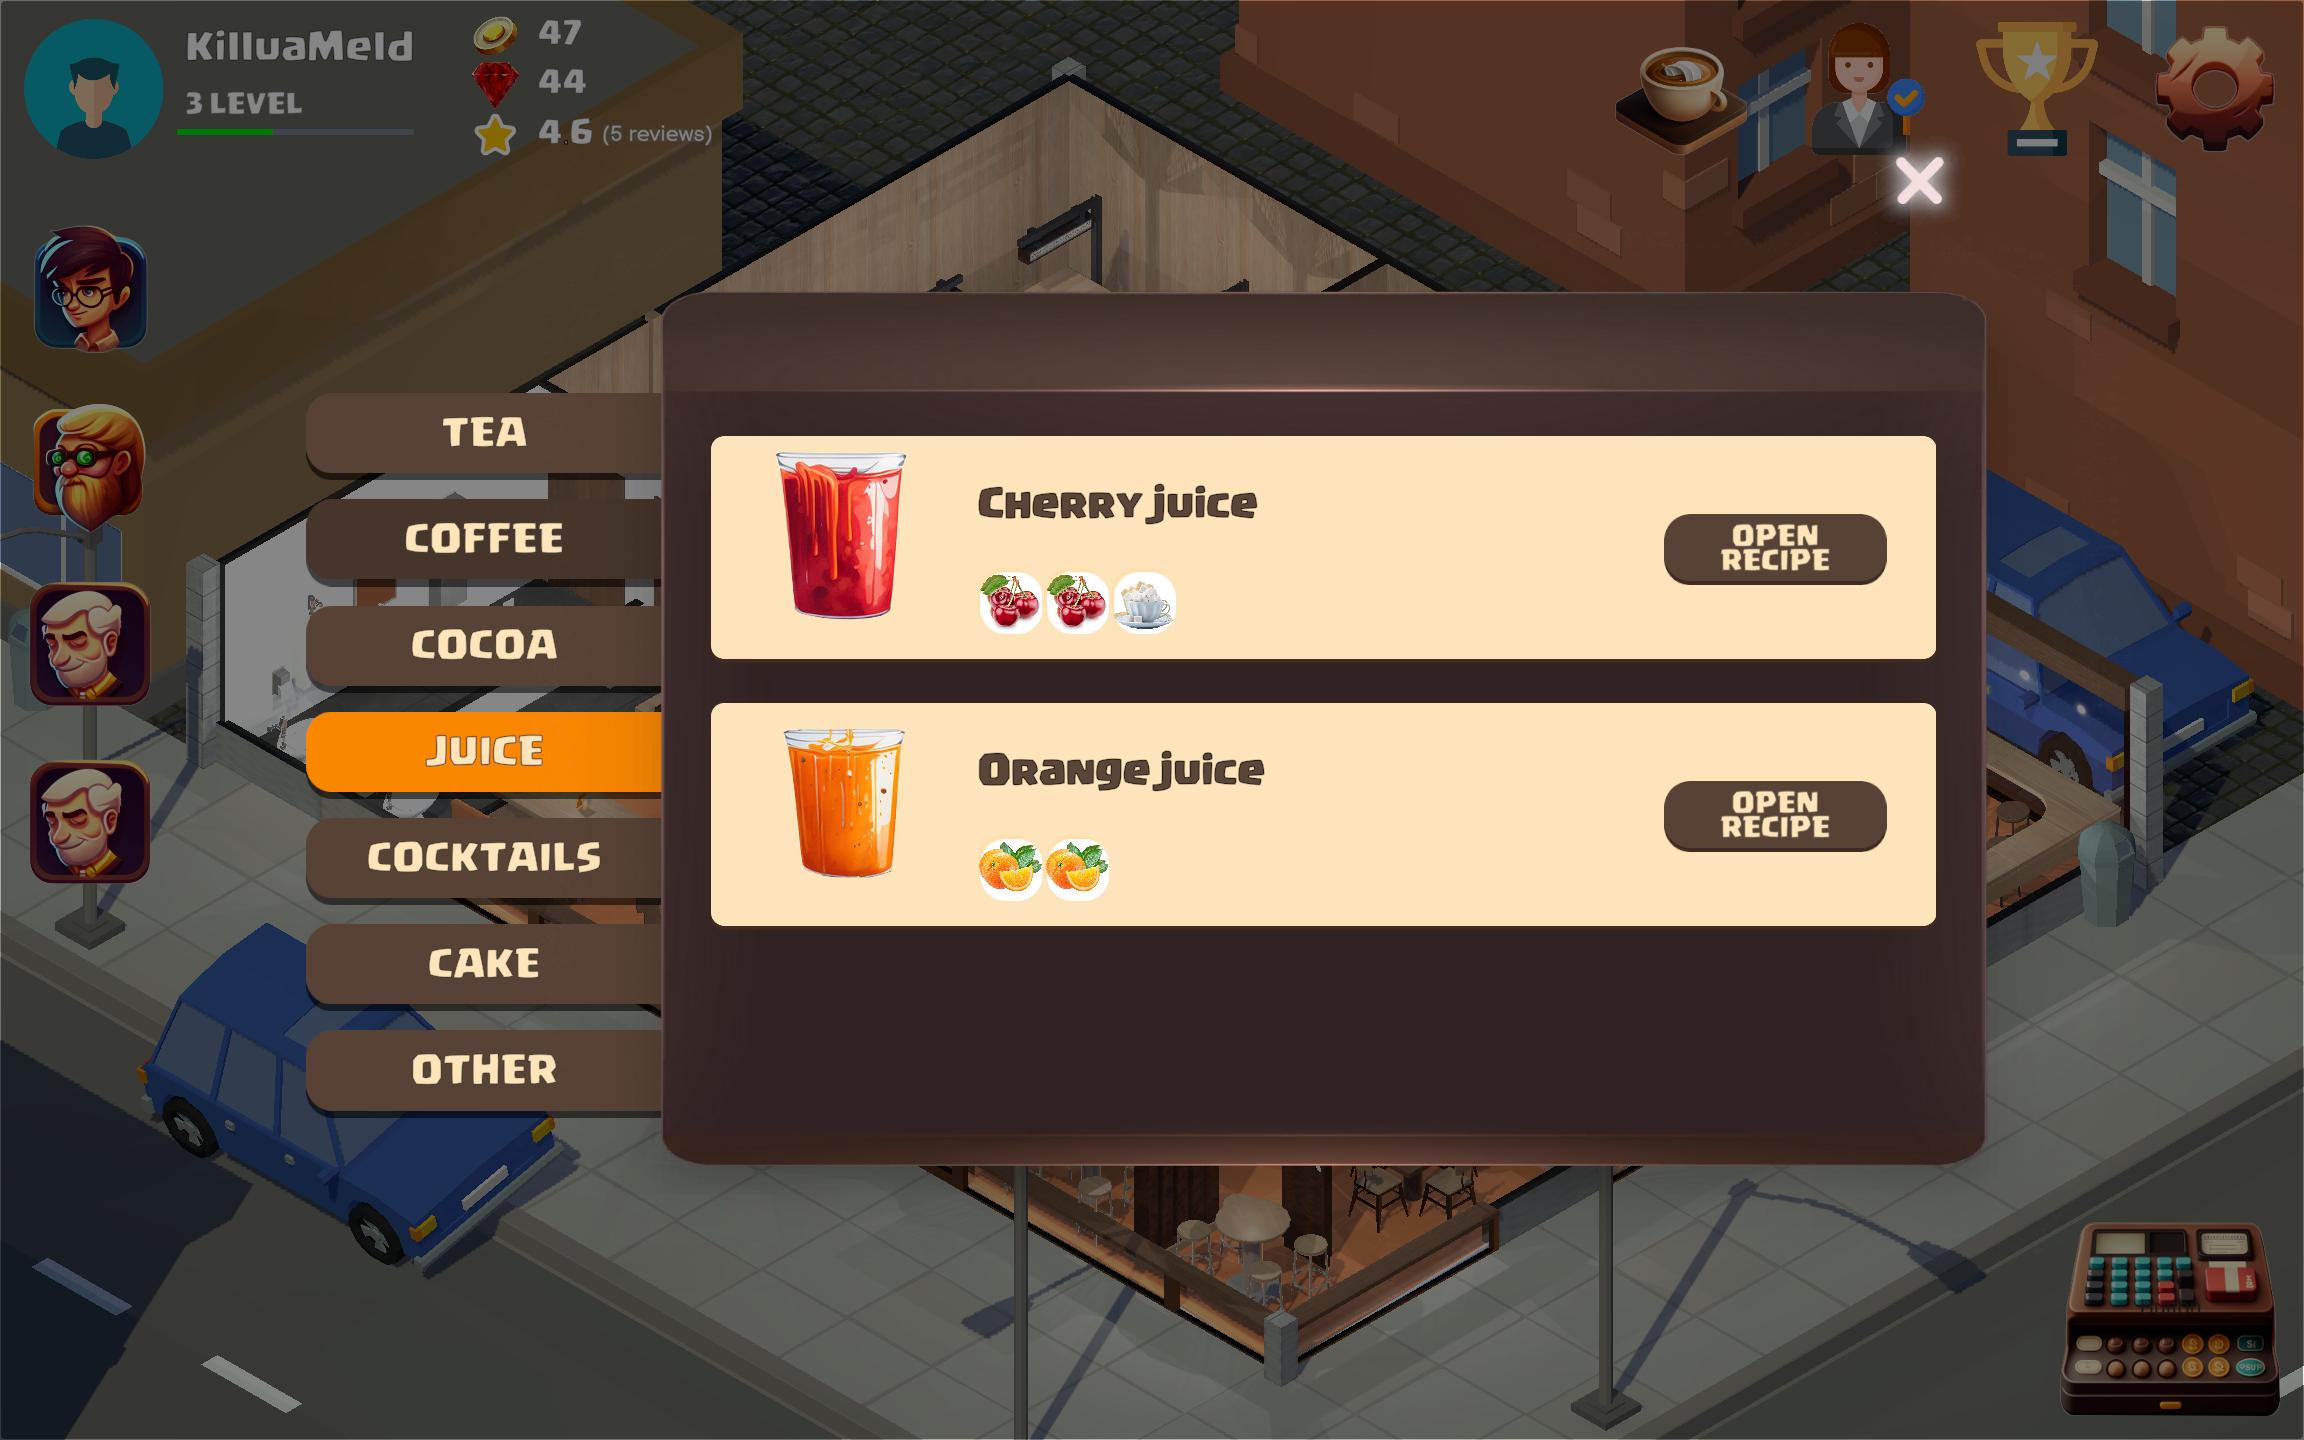 KilluaMeld
3 LEVEL
47
44
4.6 (5 reviews)
TEA
COFFEE
COCOA
JUICE
COCKTAILS
CAKE
OTHER
Cherry juice
OPEN
RECIPE
Orange juice
OPEN
RECIPE